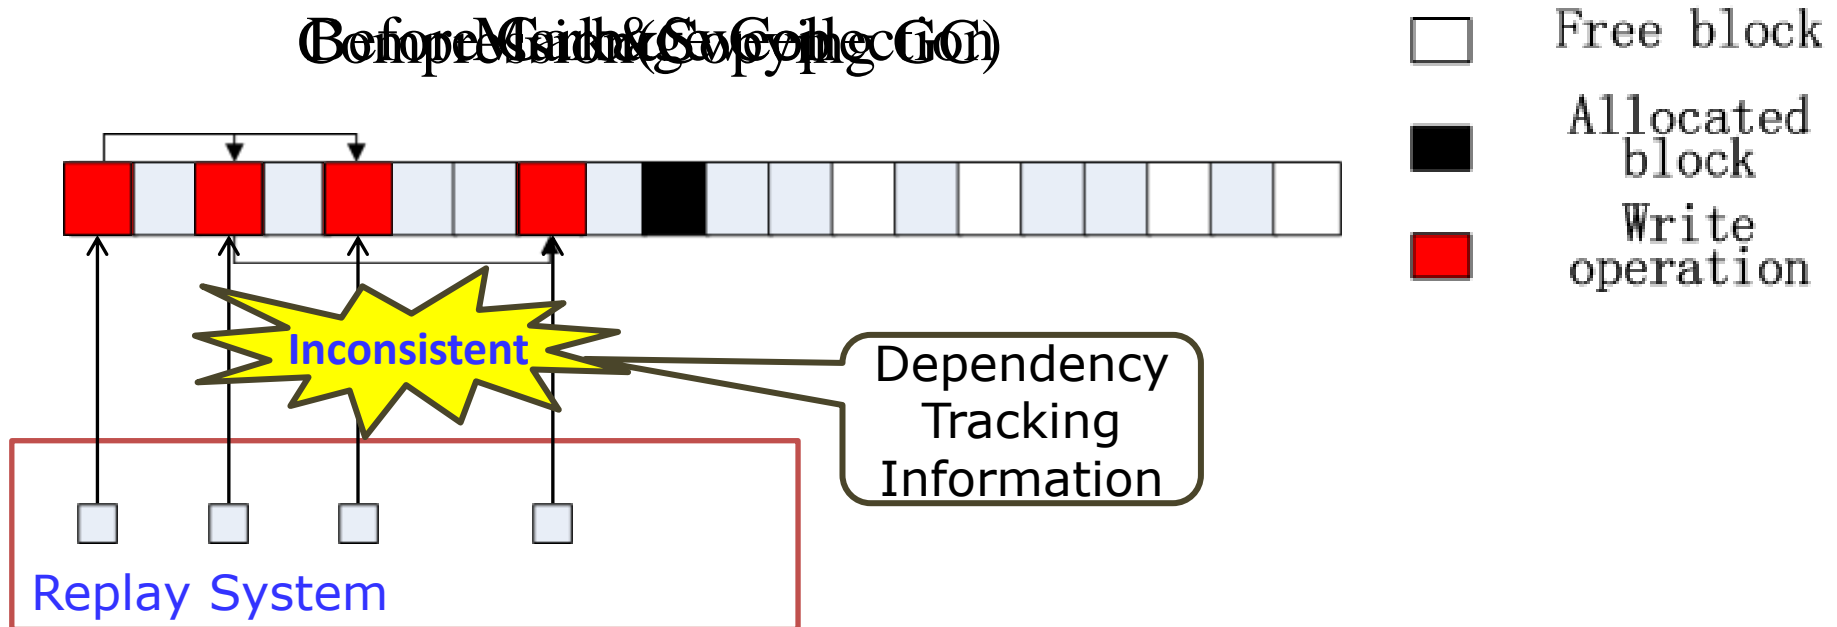 Free block
Allocated
block
Write
operation
Inconsistent
Dependency
Tracking
Information
Replay System